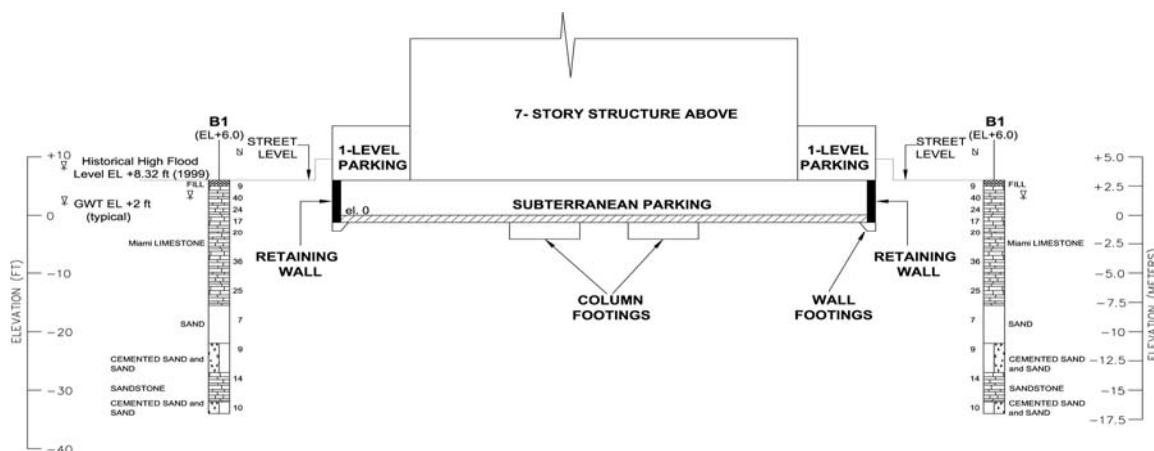 7- STORY STRUCTURE ABOVE
B1
(EL+6.0)
STREET
LEVEL
N
1-LEVEL
PARKING
1-LEVEL
PARKING
B1
(EL+6.0)
STREET
LEVEL
N
+10
0
-10
-20
-30
-40
ELEVATION (FT)
Historical High Flood
Level EL +8.32 ft (1999)
GWT EL +2 ft
(typical)
FILL
Miami LIMESTONE
SAND
CEMENTED SAND and
SAND
SANDSTONE
CEMENTED SAND and
SAND
9
40
24
17
20
36
25
7
9
14
10
el. 0
SUBTERRANEAN PARKING
RETAINING
WALL
COLUMN
FOOTINGS
WALL
FOOTINGS
RETAINING
WALL
9
40
24
17
20
36
25
7
9
14
10
FILL
Miami LIMESTONE
SAND
CEMENTED SAND
and SAND
SANDSTONE
CEMENTED SAND
and SAND
+5.0
+2.5
0
-2.5
-5.0
-7.5
-10
-12.5
-15
-17.5
ELEVATION (METERS)